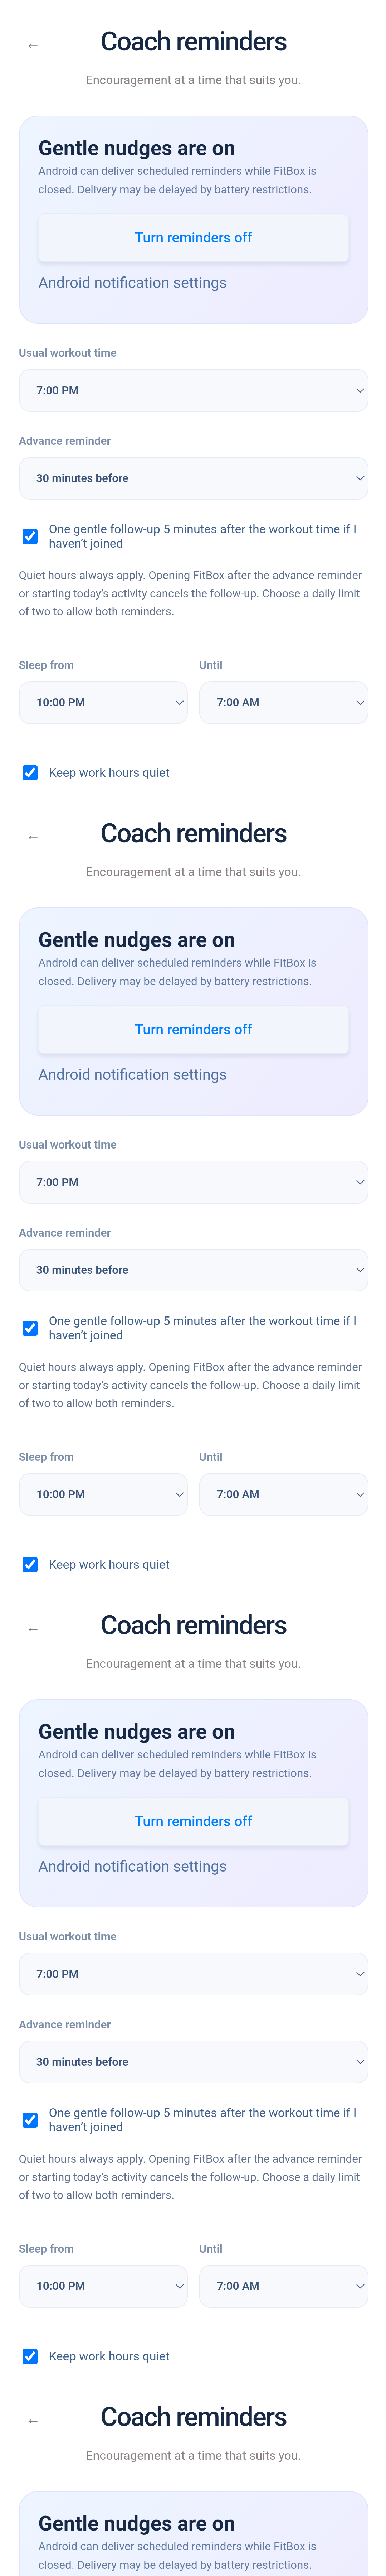 ←
Coach reminders
Encouragement at a time that suits you.
Gentle nudges are on
Android can deliver scheduled reminders while FitBox is
closed. Delivery may be delayed by battery restrictions.
Turn reminders off
Android notification settings
Usual workout time
7:00 PM
Advance reminder
30 minutes before
One gentle follow-up 5 minutes after the workout time if I
haven’t joined
Quiet hours always apply. Opening FitBox after the advance reminder
or starting today’s activity cancels the follow-up. Choose a daily limit
of two to allow both reminders.
Sleep from
Until
10:00 PM
7:00 AM
Keep work hours quiet
←
Coach reminders
Encouragement at a time that suits you.
Gentle nudges are on
Android can deliver scheduled reminders while FitBox is
closed. Delivery may be delayed by battery restrictions.
Turn reminders off
Android notification settings
Usual workout time
7:00 PM
Advance reminder
30 minutes before
One gentle follow-up 5 minutes after the workout time if I
haven’t joined
Quiet hours always apply. Opening FitBox after the advance reminder
or starting today’s activity cancels the follow-up. Choose a daily limit
of two to allow both reminders.
Sleep from
Until
10:00 PM
7:00 AM
Keep work hours quiet
←
Coach reminders
Encouragement at a time that suits you.
Gentle nudges are on
Android can deliver scheduled reminders while FitBox is
closed. Delivery may be delayed by battery restrictions.
Turn reminders off
Android notification settings
Usual workout time
7:00 PM
Advance reminder
30 minutes before
One gentle follow-up 5 minutes after the workout time if I
haven’t joined
Quiet hours always apply. Opening FitBox after the advance reminder
or starting today’s activity cancels the follow-up. Choose a daily limit
of two to allow both reminders.
Sleep from
Until
10:00 PM
7:00 AM
Keep work hours quiet
←
Coach reminders
Encouragement at a time that suits you.
Gentle nudges are on
Android can deliver scheduled reminders while FitBox is
closed. Delivery may be delayed by battery restrictions.